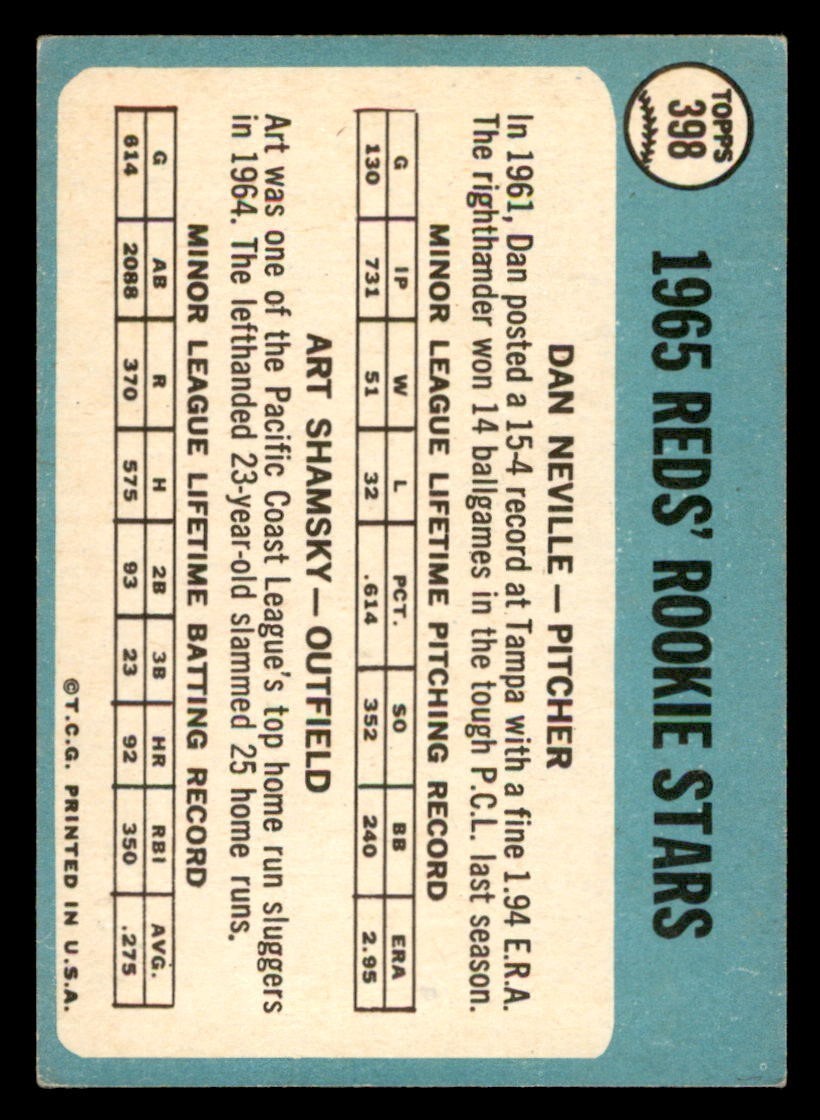 TOPPS
398
1965 REDS' ROOKIE STARS
DAN NEVILLE — PITCHER
In 1961, Dan posted a 15-4 record at Tampa with a fine 1.94 E.R.A.
The righthander won 14 ballgames in the tough P.C.L. last season.
MINOR LEAGUE LIFETIME PITCHING RECORD
G IP W L PCT. SO BB ERA
130 731 51 32 .614 352 240 2.95
ART SHAMSKY — OUTFIELD
Art was one of the Pacific Coast League's top home run sluggers
in 1964. The lefthanded 23-year-old slammed 25 home runs.
MINOR LEAGUE LIFETIME BATTING RECORD
G AB R H 2B 3B HR RBI AVG.
614 2088 370 575 93 23 92 350 .275
©T.C.G. PRINTED IN U.S.A.